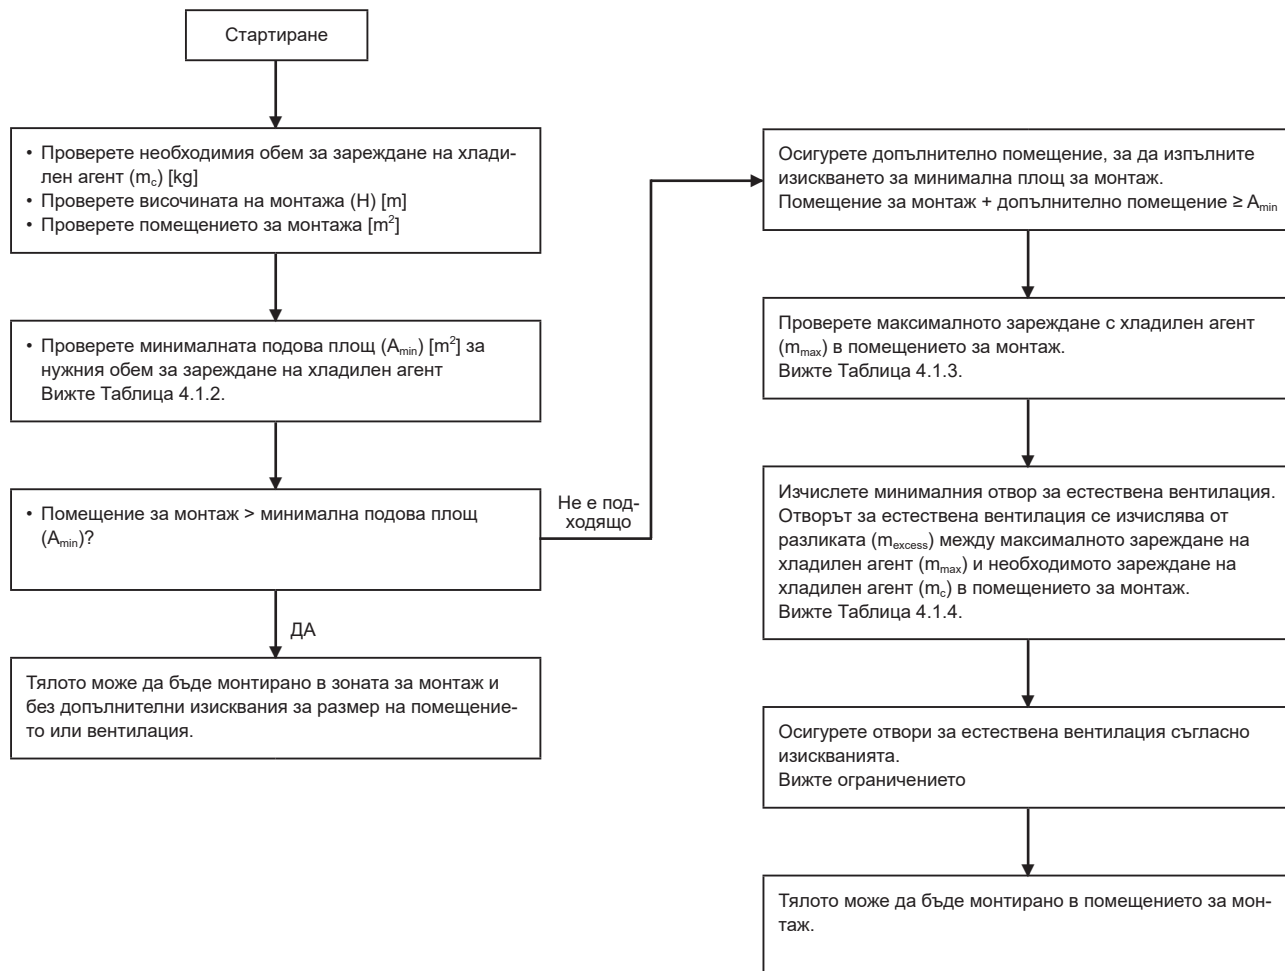 Стартиране
• Проверете необходимия обем за зареждане на хлади-
лен агент (mc) [kg]
• Проверете височината на монтажа (H) [m]
• Проверете помещението за монтажа [m²]
• Проверете минималната подова площ (Amin) [m²] за
нужния обем за зареждане на хладилен агент
Вижте Таблица 4.1.2.
• Помещение за монтаж > минимална подова площ
(Amin)?
Не е под-
ходящо
ДА
Тялото може да бъде монтирано в зоната за монтаж и
без допълнителни изисквания за размер на помещение-
то или вентилация.
Осигурете допълнително помещение, за да изпълните
изискването за минимална площ за монтаж.
Помещение за монтаж + допълнително помещение ≥ Amin
Проверете максималното зареждане с хладилен агент
(mmax) в помещението за монтаж.
Вижте Таблица 4.1.3.
Изчислете минималния отвор за естествена вентилация.
Отворът за естествена вентилация се изчислява от
разликата (mexcess) между максималното зареждане на
хладилен агент (mmax) и необходимото зареждане на
хладилен агент (mc) в помещението за монтаж.
Вижте Таблица 4.1.4.
Осигурете отвори за естествена вентилация съгласно
изискванията.
Вижте ограничението
Тялото може да бъде монтирано в помещението за мон-
таж.